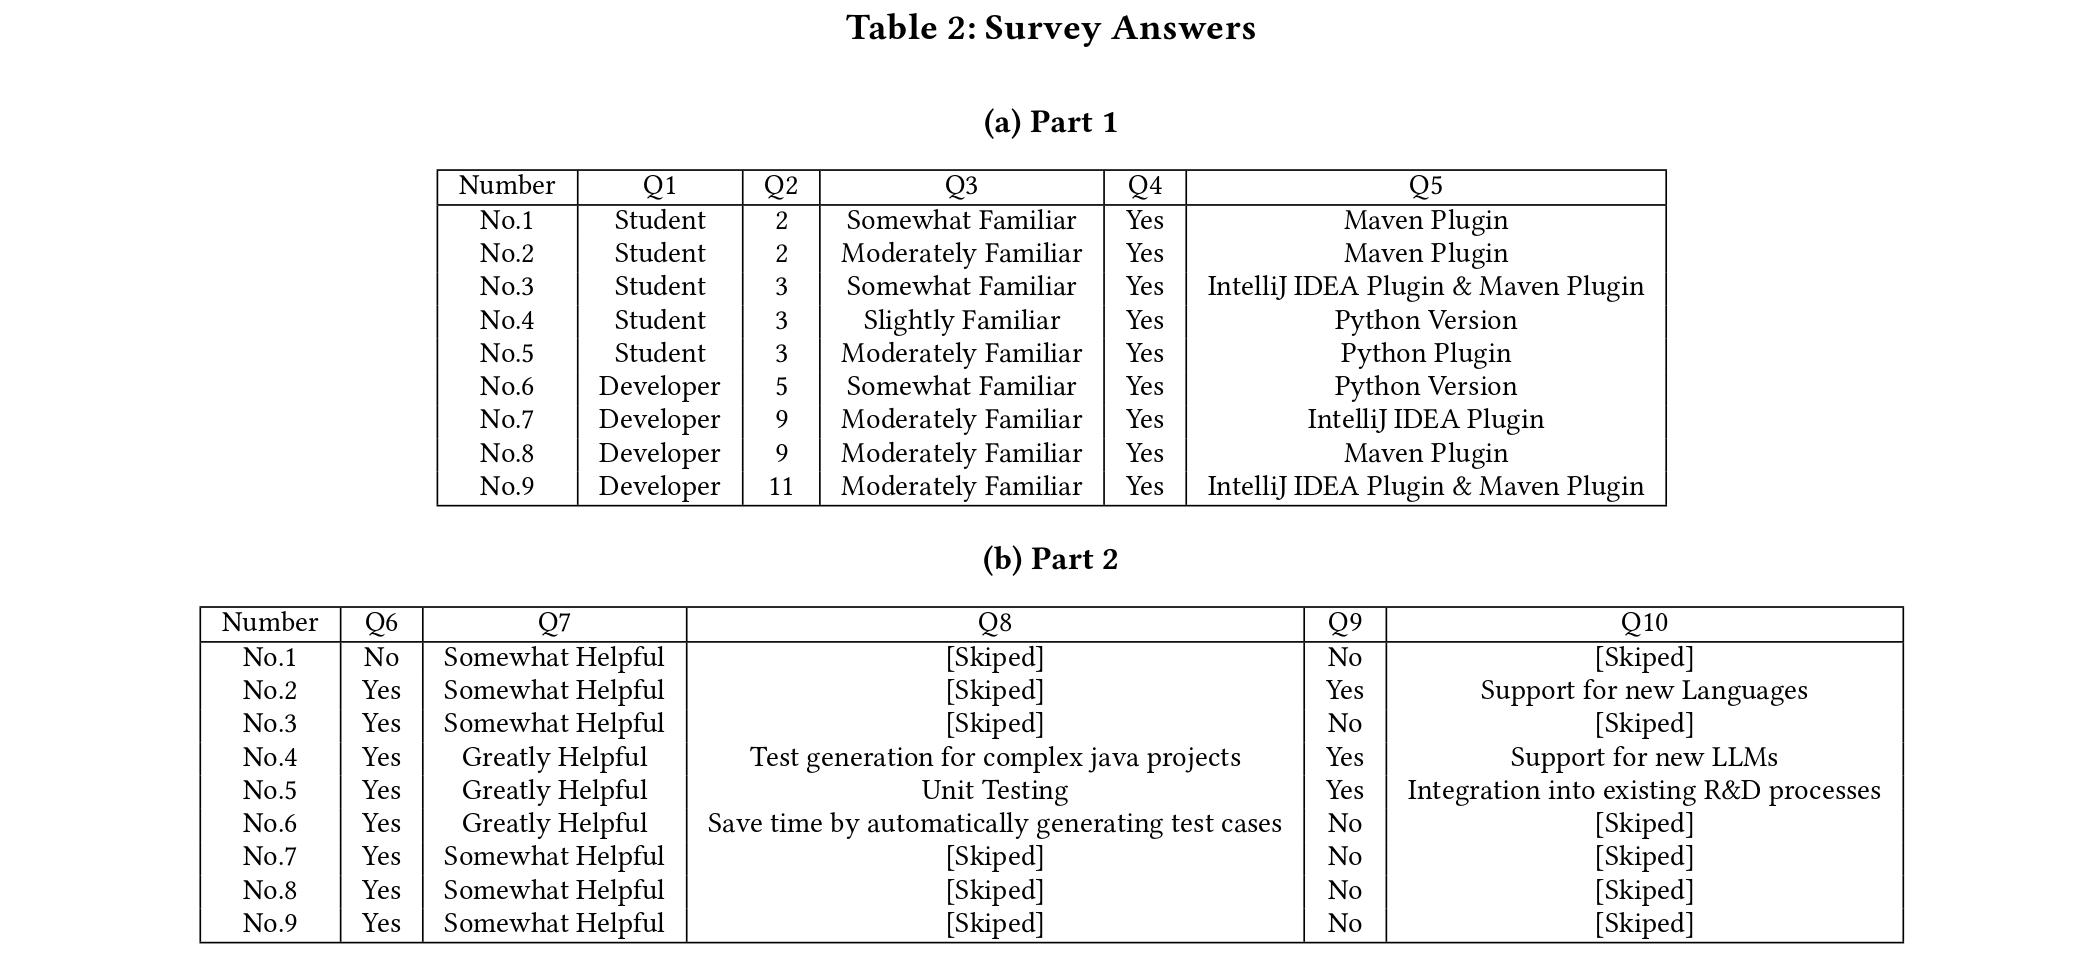 Table 2: Survey Answers
(a) Part 1
Number Q1 Q2 Q3 Q4 Q5
No.1 Student 2 Somewhat Familiar Yes Maven Plugin
No.2 Student 2 Moderately Familiar Yes Maven Plugin
No.3 Student 3 Somewhat Familiar Yes IntelliJ IDEA Plugin & Maven Plugin
No.4 Student 3 Slightly Familiar Yes Python Version
No.5 Student 3 Moderately Familiar Yes Python Plugin
No.6 Developer 5 Somewhat Familiar Yes Python Version
No.7 Developer 9 Moderately Familiar Yes IntelliJ IDEA Plugin
No.8 Developer 9 Moderately Familiar Yes Maven Plugin
No.9 Developer 11 Moderately Familiar Yes IntelliJ IDEA Plugin & Maven Plugin
(b) Part 2
Number Q6 Q7 Q8 Q9 Q10
No.1 No Somewhat Helpful [Skiped] No [Skiped]
No.2 Yes Somewhat Helpful [Skiped] Yes Support for new Languages
No.3 Yes Somewhat Helpful [Skiped] No [Skiped]
No.4 Yes Greatly Helpful Test generation for complex java projects Yes Support for new LLMs
No.5 Yes Greatly Helpful Unit Testing Yes Integration into existing R&D processes
No.6 Yes Greatly Helpful Save time by automatically generating test cases No [Skiped]
No.7 Yes Somewhat Helpful [Skiped] No [Skiped]
No.8 Yes Somewhat Helpful [Skiped] No [Skiped]
No.9 Yes Somewhat Helpful [Skiped] No [Skiped]